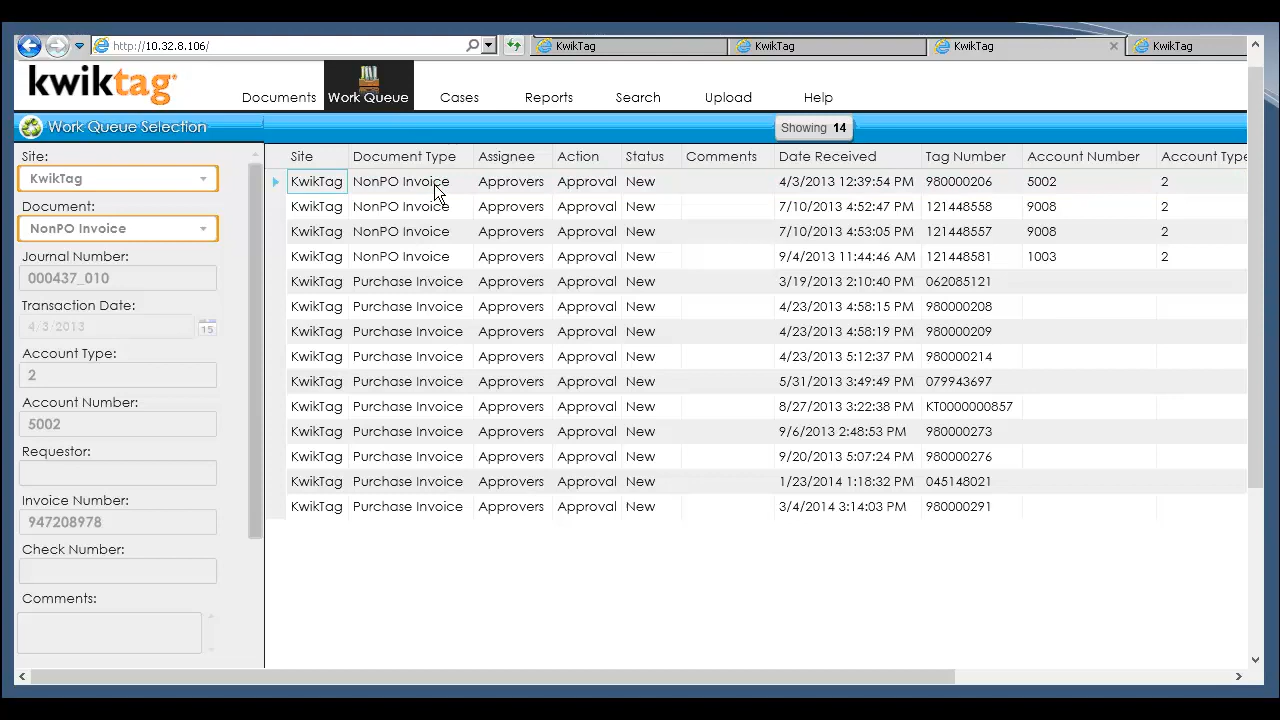 http://10.32.8.106/ KwikTag KwikTag KwikTag KwikTag
kwiktag Documents Work Queue Cases Reports Search Upload Help
Work Queue Selection Showing 14
Site:
KwikTag
Document:
NonPO Invoice
Journal Number:
000437_010
Transaction Date:
4/3/2013 15
Account Type:
2
Account Number:
5002
Requestor:
Invoice Number:
947208978
Check Number:
Comments:
Site Document Type Assignee Action Status Comments Date Received Tag Number Account Number Account Type
KwikTag NonPO Invoice Approvers Approval New 4/3/2013 12:39:54 PM 980000206 5002 2
KwikTag NonPO Invoice Approvers Approval New 7/10/2013 4:52:47 PM 121448558 9008 2
KwikTag NonPO Invoice Approvers Approval New 7/10/2013 4:53:05 PM 121448557 9008 2
KwikTag NonPO Invoice Approvers Approval New 9/4/2013 11:44:46 AM 121448581 1003 2
KwikTag Purchase Invoice Approvers Approval New 3/19/2013 2:10:40 PM 062085121
KwikTag Purchase Invoice Approvers Approval New 4/23/2013 4:58:15 PM 980000208
KwikTag Purchase Invoice Approvers Approval New 4/23/2013 4:58:19 PM 980000209
KwikTag Purchase Invoice Approvers Approval New 4/23/2013 5:12:37 PM 980000214
KwikTag Purchase Invoice Approvers Approval New 5/31/2013 3:49:49 PM 079943697
KwikTag Purchase Invoice Approvers Approval New 8/27/2013 3:22:38 PM KT0000000857
KwikTag Purchase Invoice Approvers Approval New 9/6/2013 2:48:53 PM 980000273
KwikTag Purchase Invoice Approvers Approval New 9/20/2013 5:07:24 PM 980000276
KwikTag Purchase Invoice Approvers Approval New 1/23/2014 1:18:32 PM 045148021
KwikTag Purchase Invoice Approvers Approval New 3/4/2014 3:14:03 PM 980000291